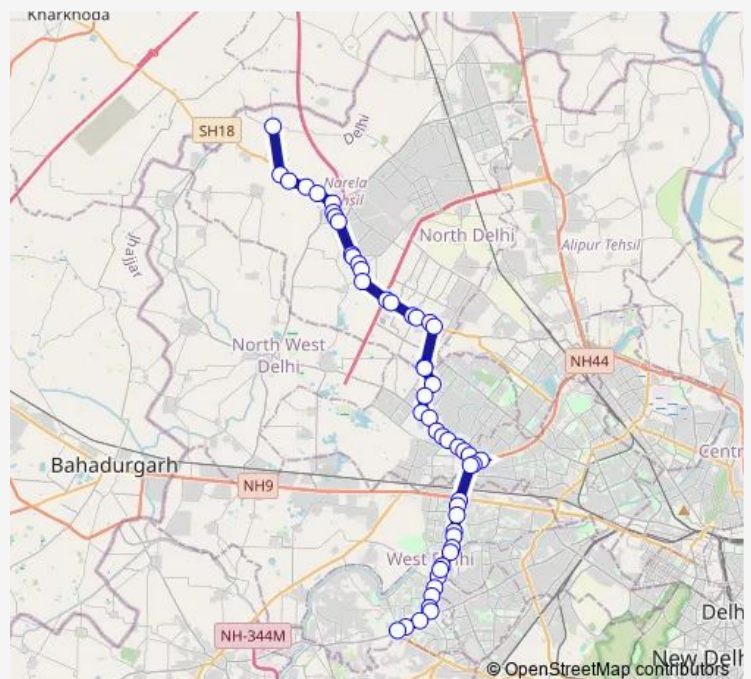 Kharkhoda
SH18
Delhi
Narela
Tehsil
North Delhi
Alipur Tehsil
Jhajjar
North West
Delhi
NH44
Bahadurgarh
Centr
NH9
West Delhi
Delh
NH-344M
New Delh
© OpenStreetMap contributors